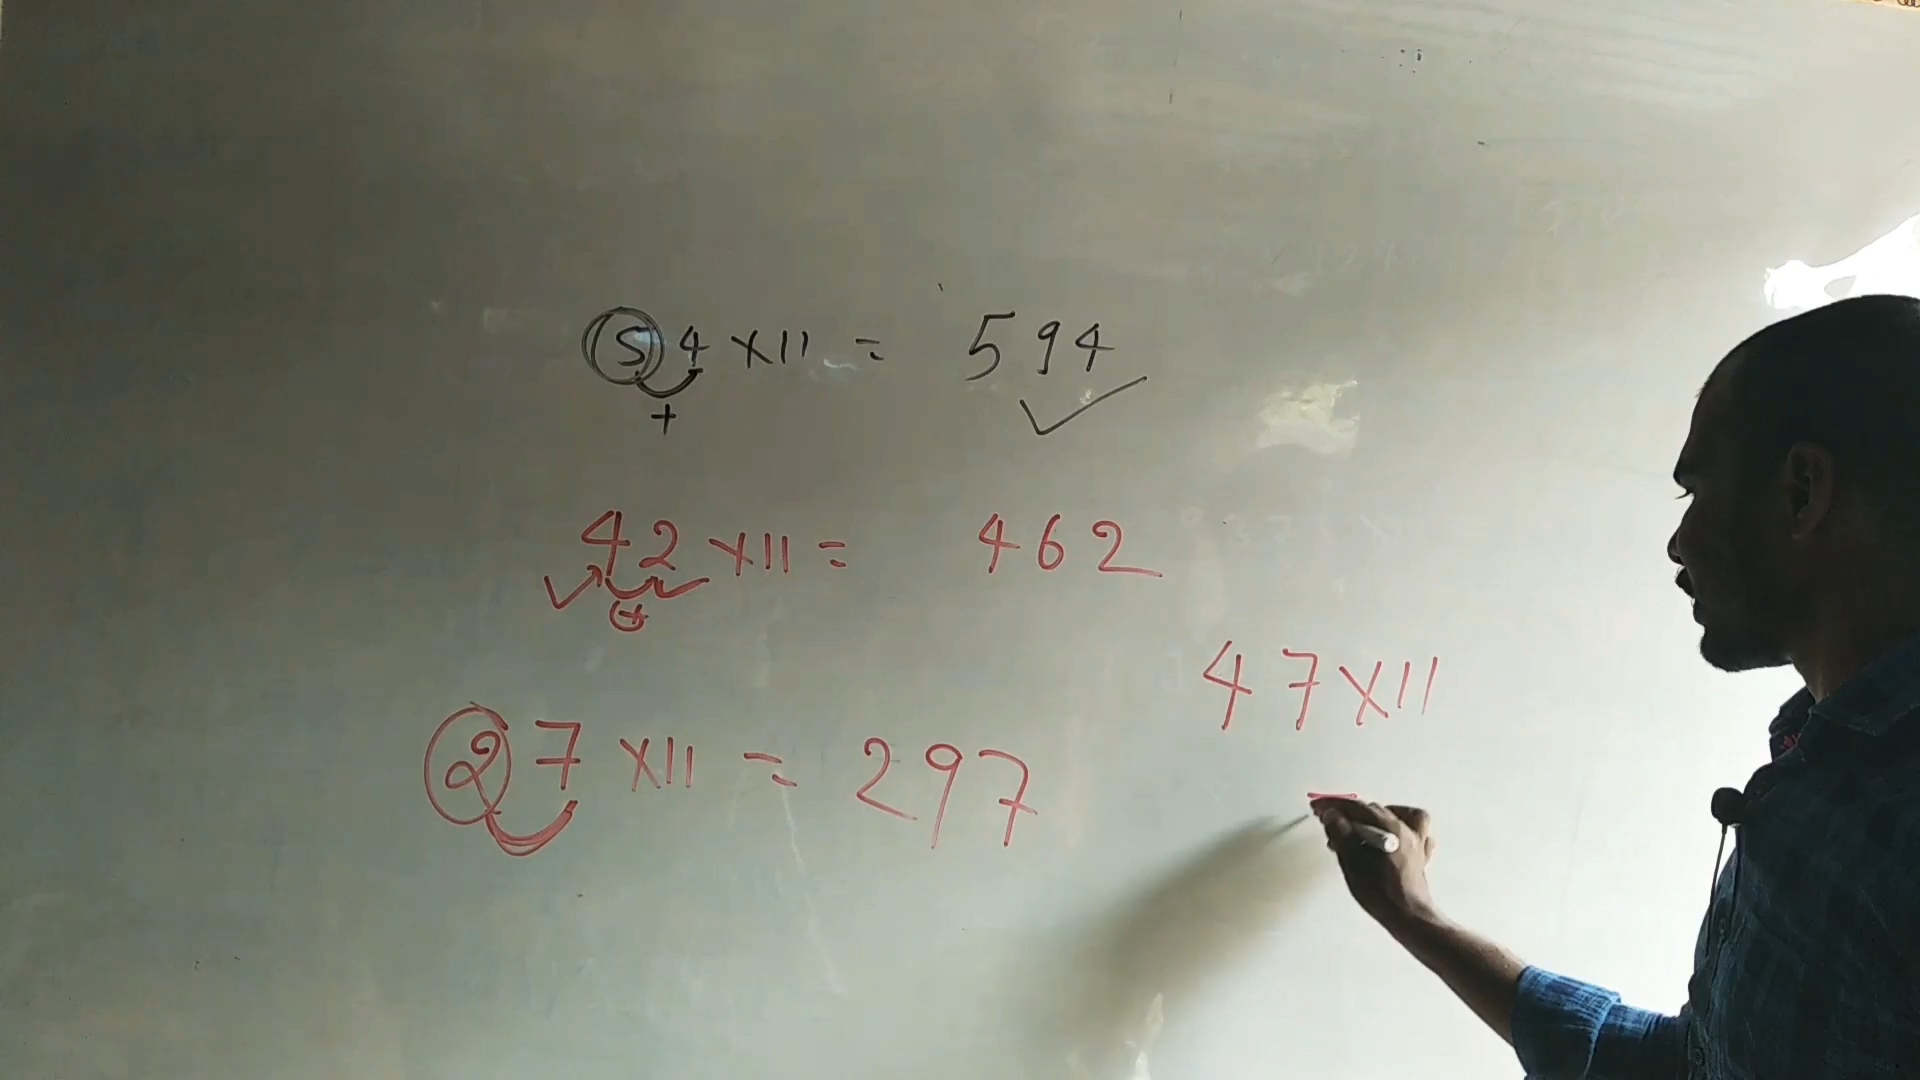 54 x 11 = 594
+
42 x 11 = 462
+
47 x 11
=
27 x 11 = 297